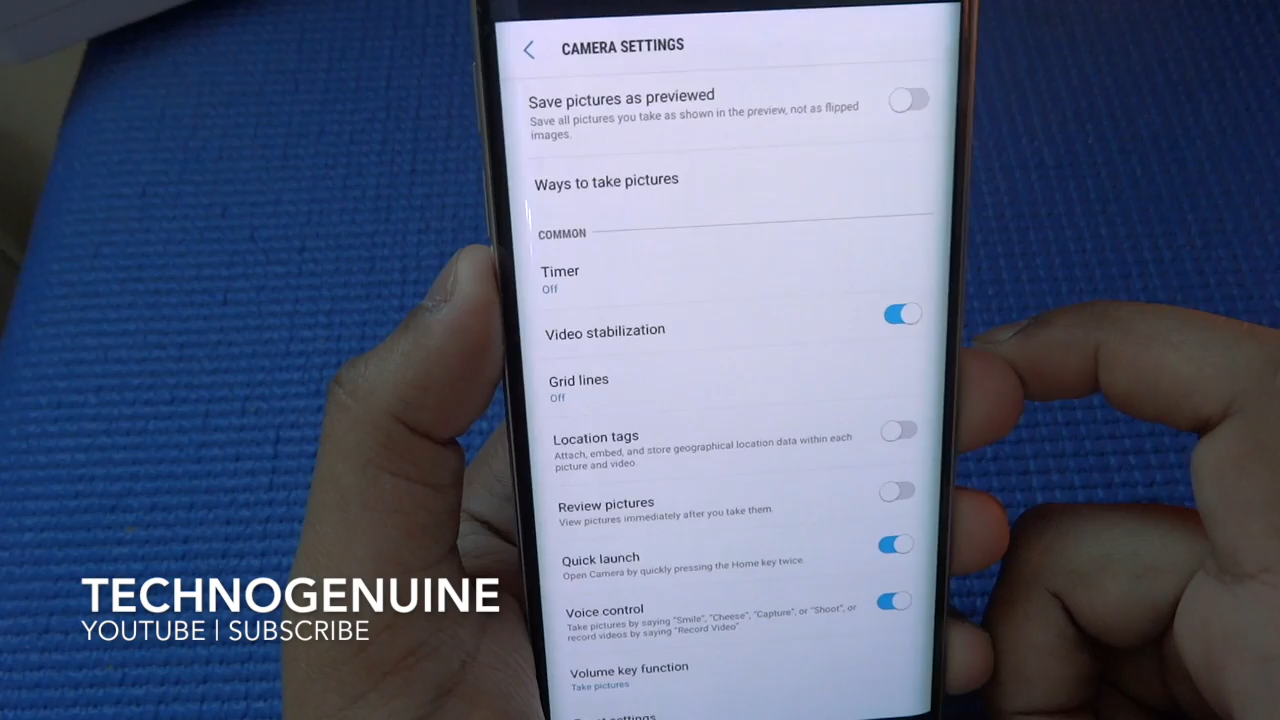 CAMERA SETTINGS
Save pictures as previewed
Save all pictures you take as shown in the preview, not as flipped
images.
Ways to take pictures
COMMON
Timer
Off
Video stabilization
Grid lines
Off
Location tags
Attach, embed, and store geographical location data within each
picture and video
Review pictures
View pictures immediately after you take them.
Quick launch
Open Camera by quickly pressing the Home key twice.
Voice control
Take pictures by saying "Smile", "Cheese", "Capture", or "Shoot", or
record videos by saying "Record Video"
Volume key function
Take pictures
settings
TECHNOGENUINE
YOUTUBE | SUBSCRIBE